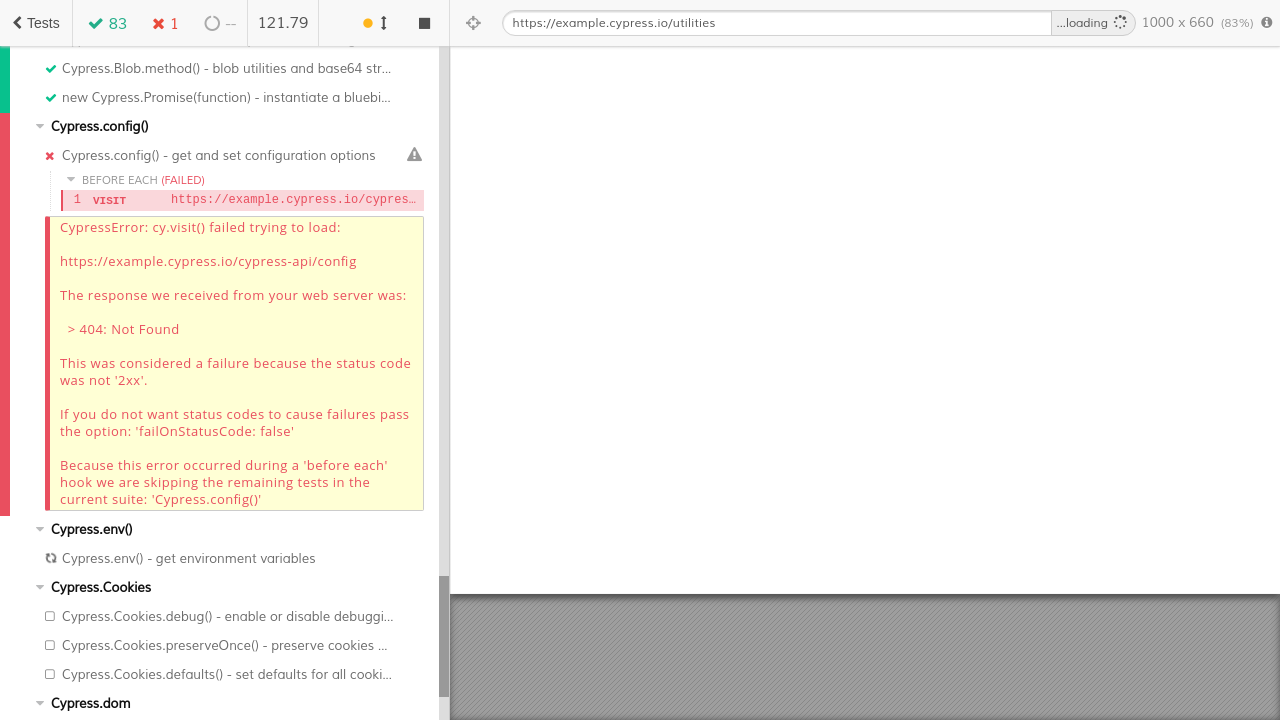 Tests
83
1
--
121.79
https://example.cypress.io/utilities
...loading
1000 x 660 (83%)
Cypress.Blob.method() - blob utilities and base64 str...
new Cypress.Promise(function) - instantiate a bluebi...
Cypress.config()
Cypress.config() - get and set configuration options
BEFORE EACH (FAILED)
1 VISIT https://example.cypress.io/cypres…
CypressError: cy.visit() failed trying to load:
https://example.cypress.io/cypress-api/config
The response we received from your web server was:
> 404: Not Found
This was considered a failure because the status code
was not '2xx'.
If you do not want status codes to cause failures pass
the option: 'failOnStatusCode: false'
Because this error occurred during a 'before each'
hook we are skipping the remaining tests in the
current suite: 'Cypress.config()'
Cypress.env()
Cypress.env() - get environment variables
Cypress.Cookies
Cypress.Cookies.debug() - enable or disable debuggi...
Cypress.Cookies.preserveOnce() - preserve cookies ...
Cypress.Cookies.defaults() - set defaults for all cooki...
Cypress.dom